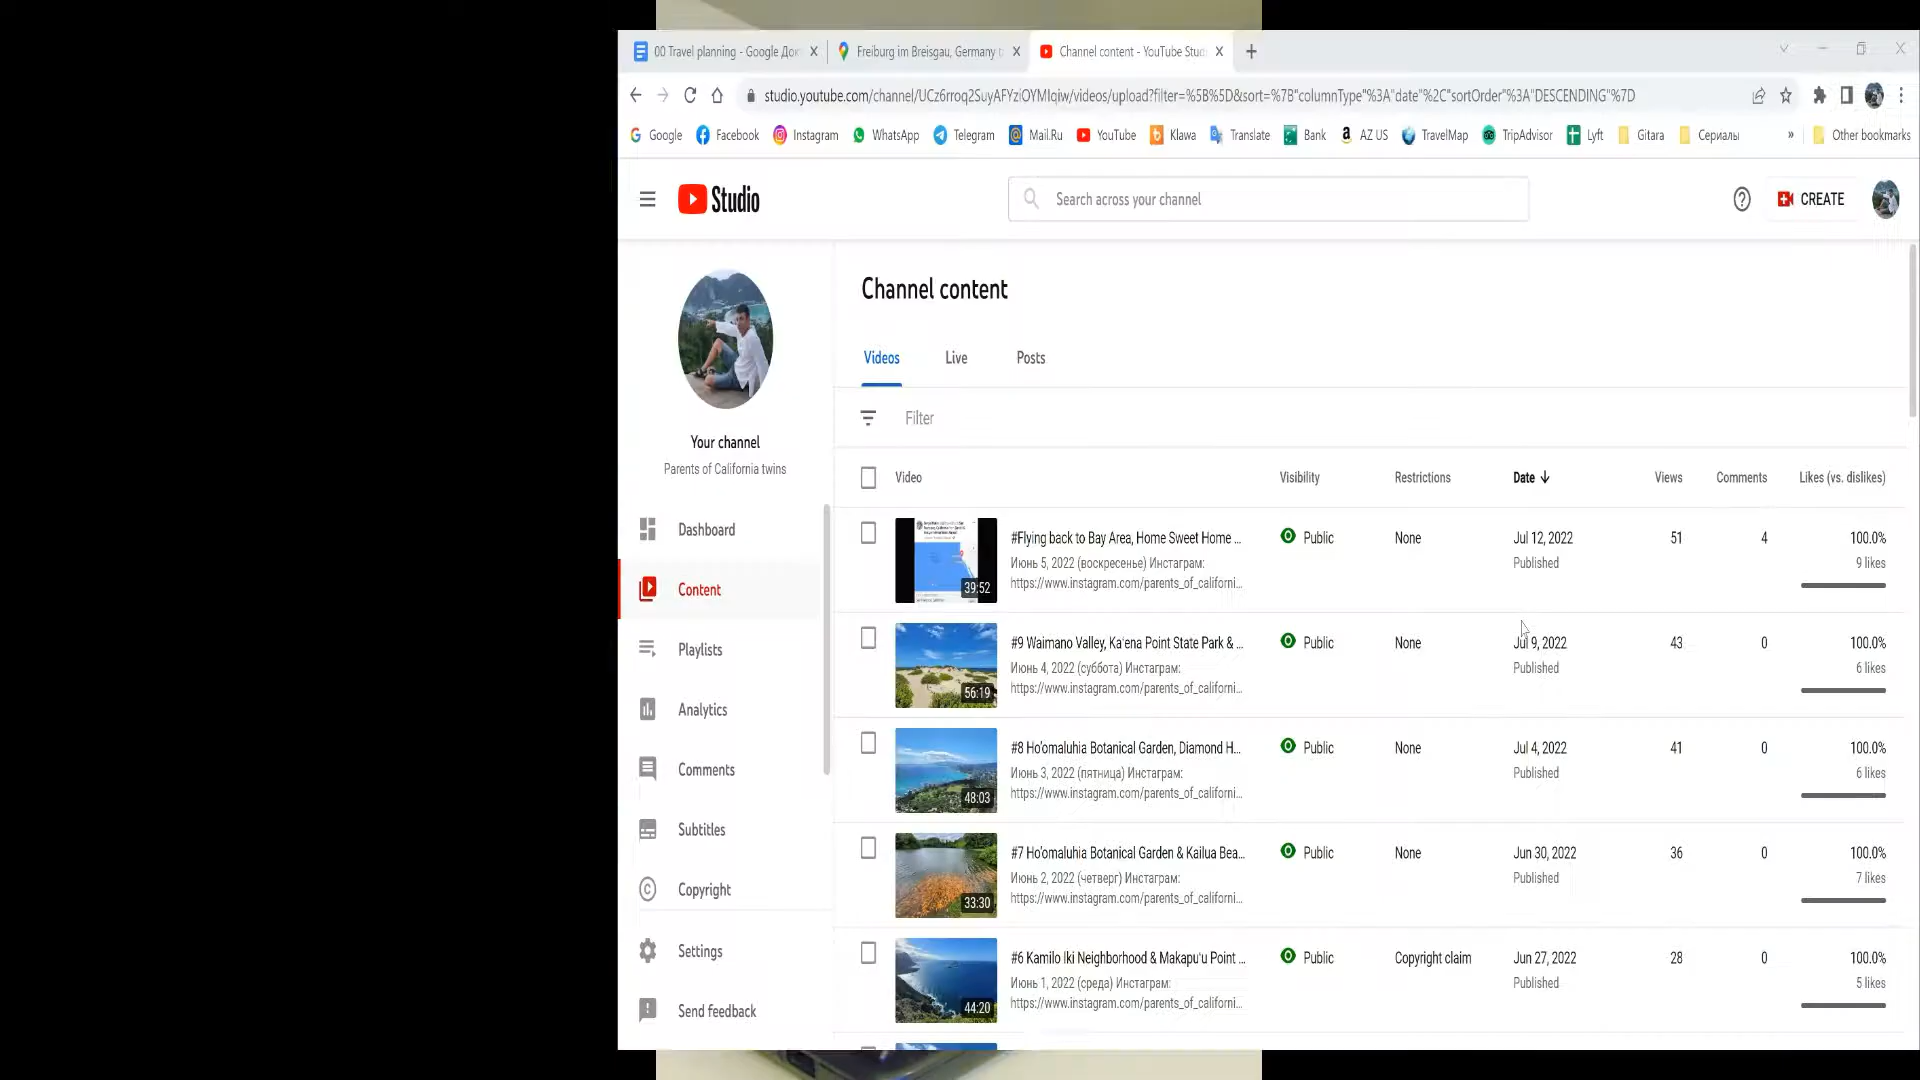 00 Travel planning - Google Док
Freiburg im Breisgau, Germany t
Channel content - YouTube Stud
studio.youtube.com/channel/UCz6rroq2SuyAFYziOYMIqiw/videos/upload?filter=%5B%5D&sort=%7B"columnType"%3A"date"%2C"sortOrder"%3A"DESCENDING"%7D
Google Facebook Instagram WhatsApp Telegram Mail.Ru YouTube Klawa Translate Bank AZ US TravelMap TripAdvisor Lyft Gitara Сериалы » Other bookmarks
Studio
Search across your channel
CREATE
Your channel
Parents of California twins
Dashboard
Content
Playlists
Analytics
Comments
Subtitles
Copyright
Settings
Send feedback
Channel content
Videos Live Posts
Filter
Video Visibility Restrictions Date Views Comments Likes (vs. dislikes)
#Flying back to Bay Area, Home Sweet Home ... Public None Jul 12, 2022 51 4 100.0%
Июнь 5, 2022 (воскресенье) Инстаграм: Published 9 likes
https://www.instagram.com/parents_of_californi...
39:52
#9 Waimano Valley, Ka'ena Point State Park & ... Public None Jul 9, 2022 43 0 100.0%
Июнь 4, 2022 (суббота) Инстаграм: Published 6 likes
https://www.instagram.com/parents_of_californi...
56:19
#8 Ho'omaluhia Botanical Garden, Diamond H... Public None Jul 4, 2022 41 0 100.0%
Июнь 3, 2022 (пятница) Инстаграм: Published 6 likes
https://www.instagram.com/parents_of_californi...
48:03
#7 Ho'omaluhia Botanical Garden & Kailua Bea... Public None Jun 30, 2022 36 0 100.0%
Июнь 2, 2022 (четверг) Инстаграм: Published 7 likes
https://www.instagram.com/parents_of_californi...
33:30
#6 Kamilo Iki Neighborhood & Makapu'u Point ... Public Copyright claim Jun 27, 2022 28 0 100.0%
Июнь 1, 2022 (среда) Инстаграм: Published 5 likes
https://www.instagram.com/parents_of_californi...
44:20